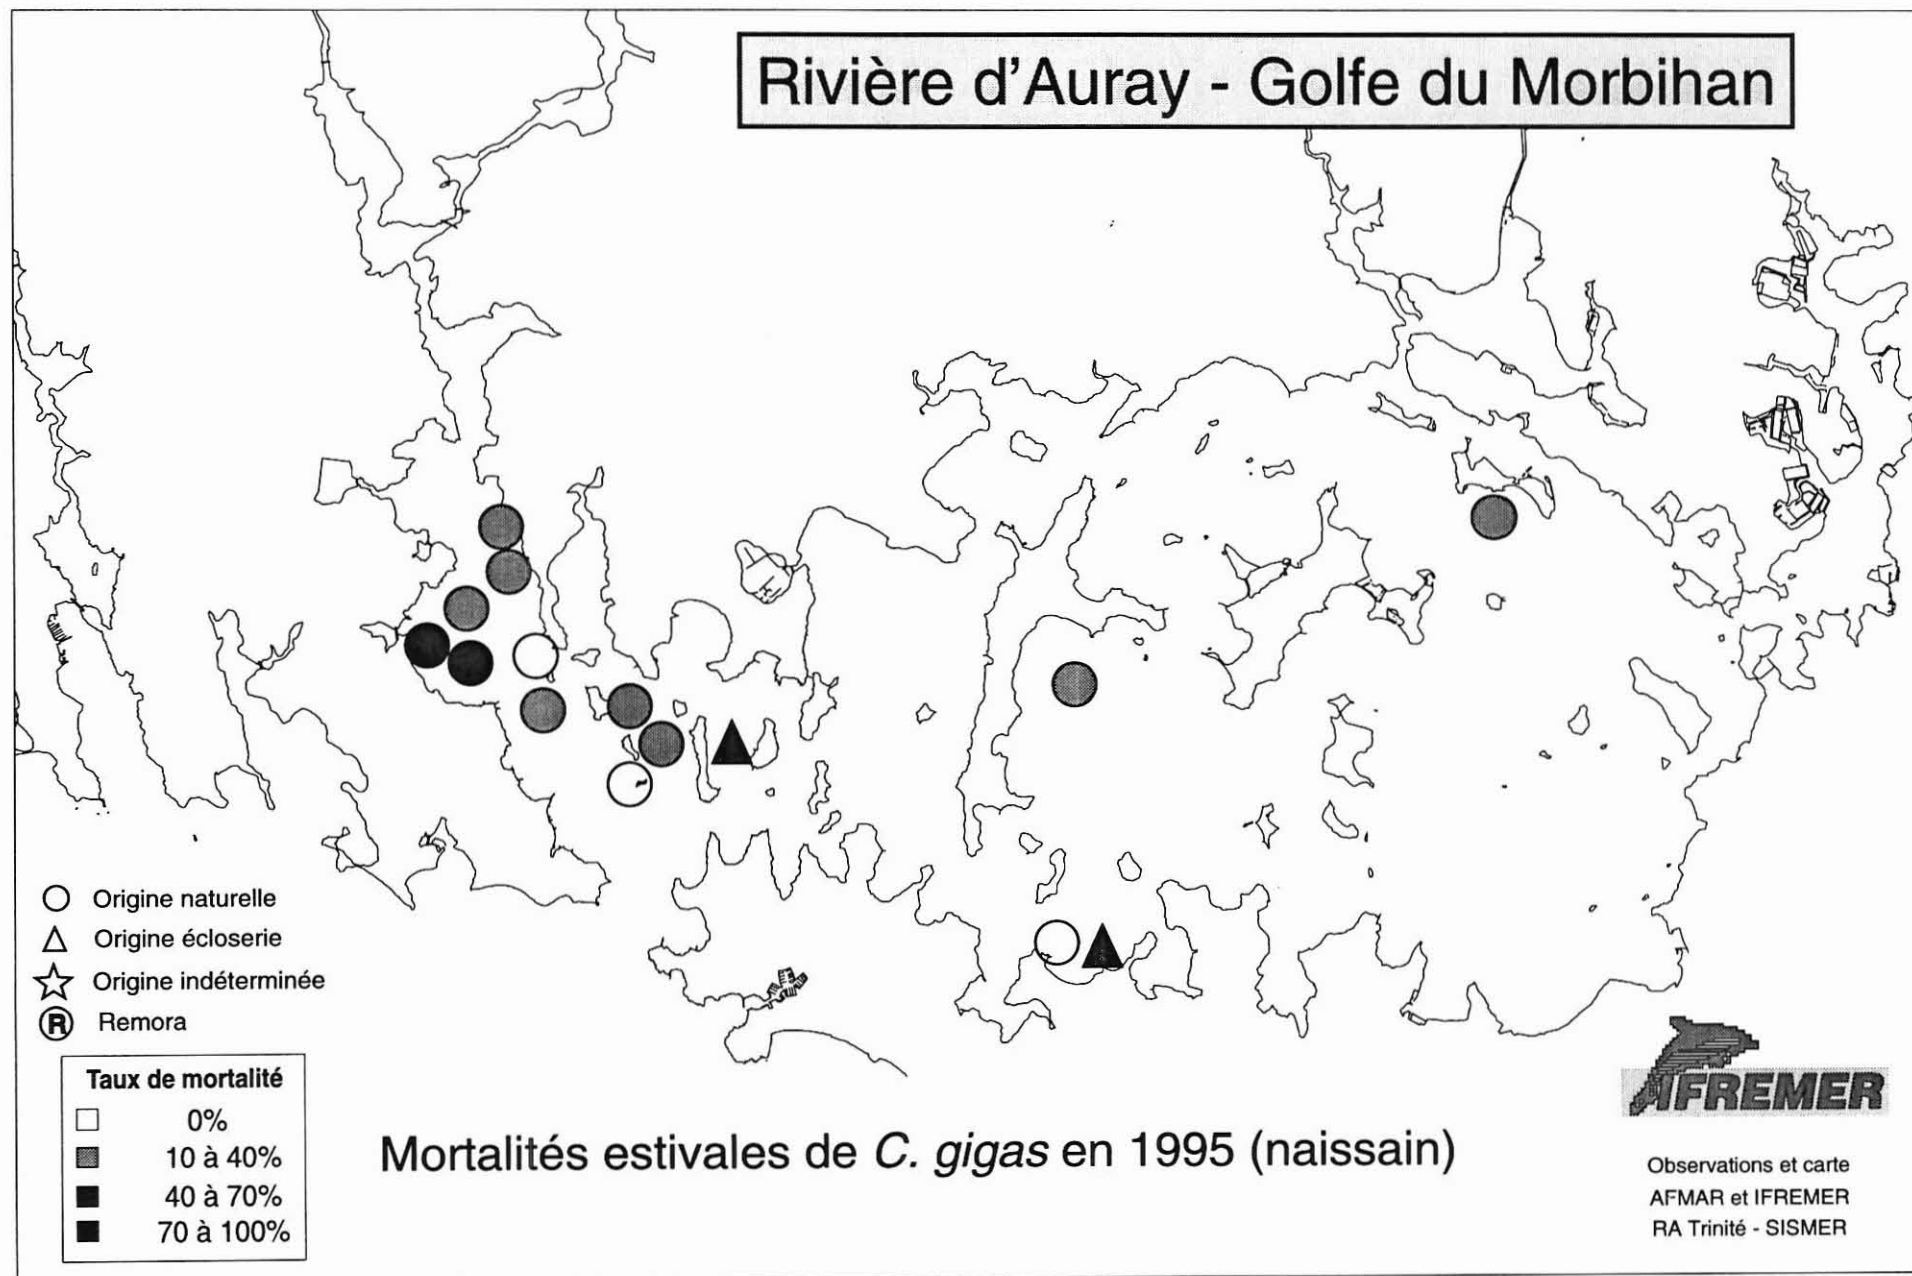 Rivière d'Auray - Golfe du Morbihan
Origine naturelle
Origine écloserie
Origine indéterminée
R Remora
Taux de mortalité
0%
10 à 40%
40 à 70%
70 à 100%
Mortalités estivales de C. gigas en 1995 (naissain)
IFREMER
Observations et carte
AFMAR et IFREMER
RA Trinité - SISMER